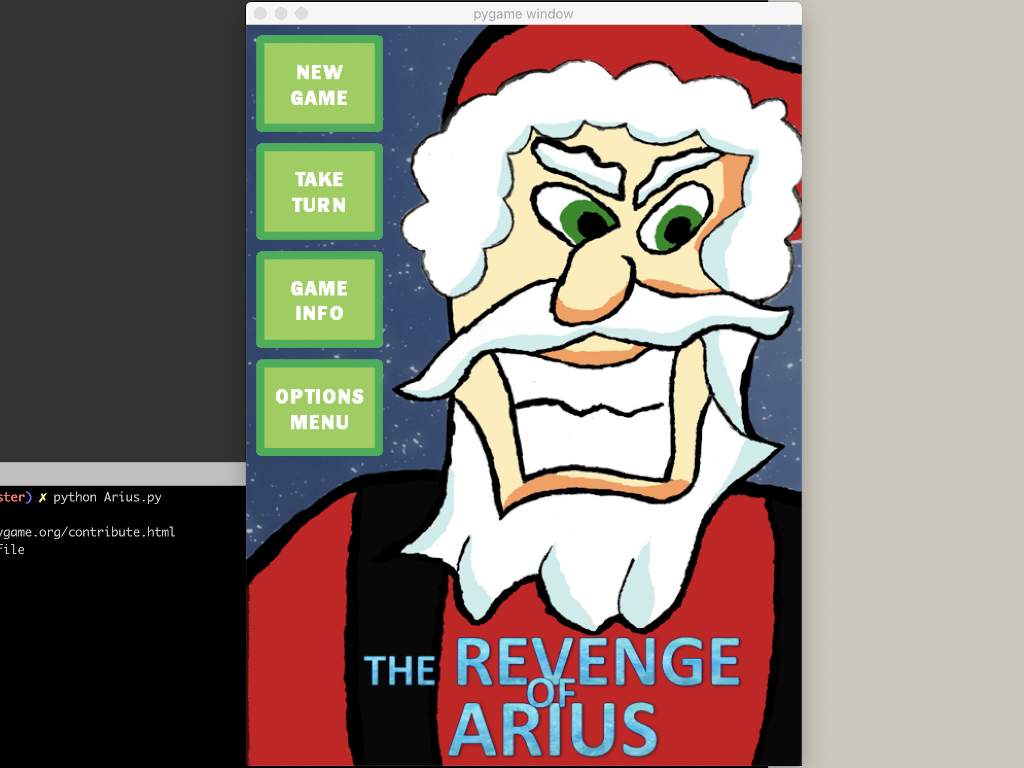 pygame window
NEW
GAME
TAKE
TURN
GAME
INFO
OPTIONS
MENU
ster) ✗ python Arius.py
ygame.org/contribute.html
file
THE REVENGE
OF
ARIUS